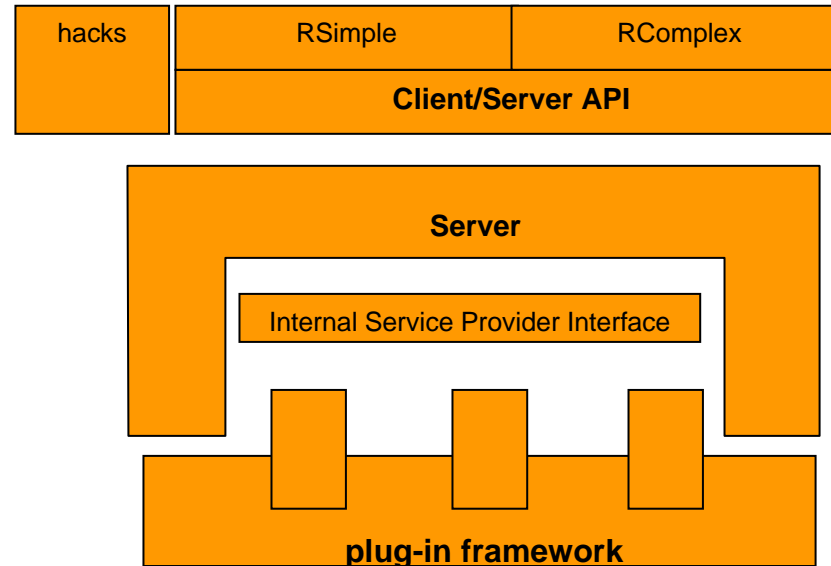 hacks
RSimple
RComplex
Client/Server API
Server
Internal Service Provider Interface
plug-in framework